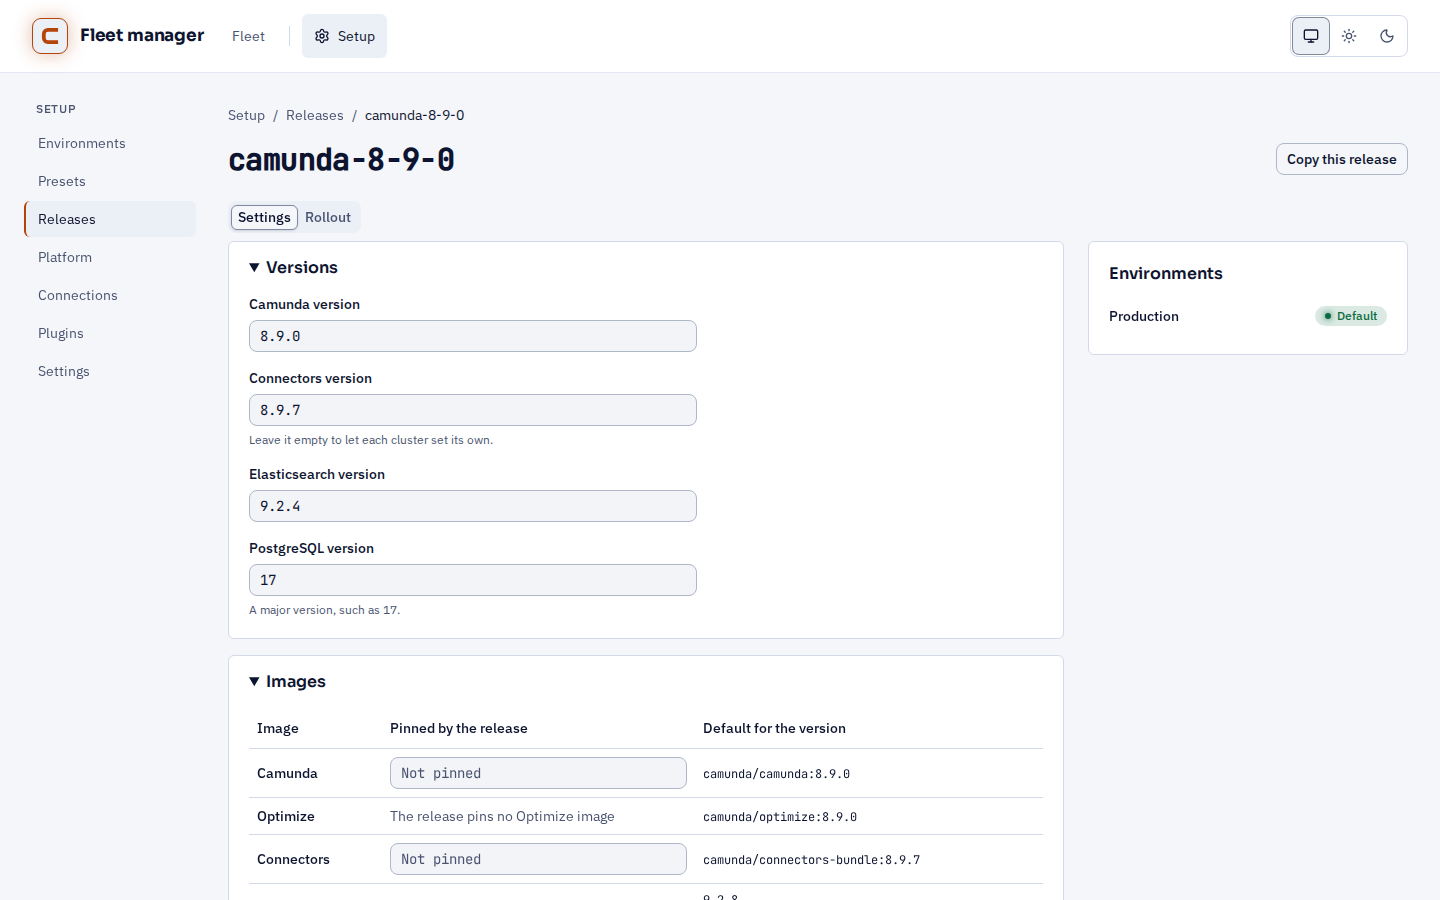 Fleet manager
Fleet
Setup
SETUP
Environments
Presets
Releases
Platform
Connections
Plugins
Settings
Setup / Releases / camunda-8-9-0
camunda-8-9-0
Copy this release
Settings
Rollout
Versions
Camunda version
8.9.0
Connectors version
8.9.7
Leave it empty to let each cluster set its own.
Elasticsearch version
9.2.4
PostgreSQL version
17
A major version, such as 17.
Environments
Production
Default
Images
Image Pinned by the release Default for the version
Camunda Not pinned camunda/camunda:8.9.0
Optimize The release pins no Optimize image camunda/optimize:8.9.0
Connectors Not pinned camunda/connectors-bundle:8.9.7